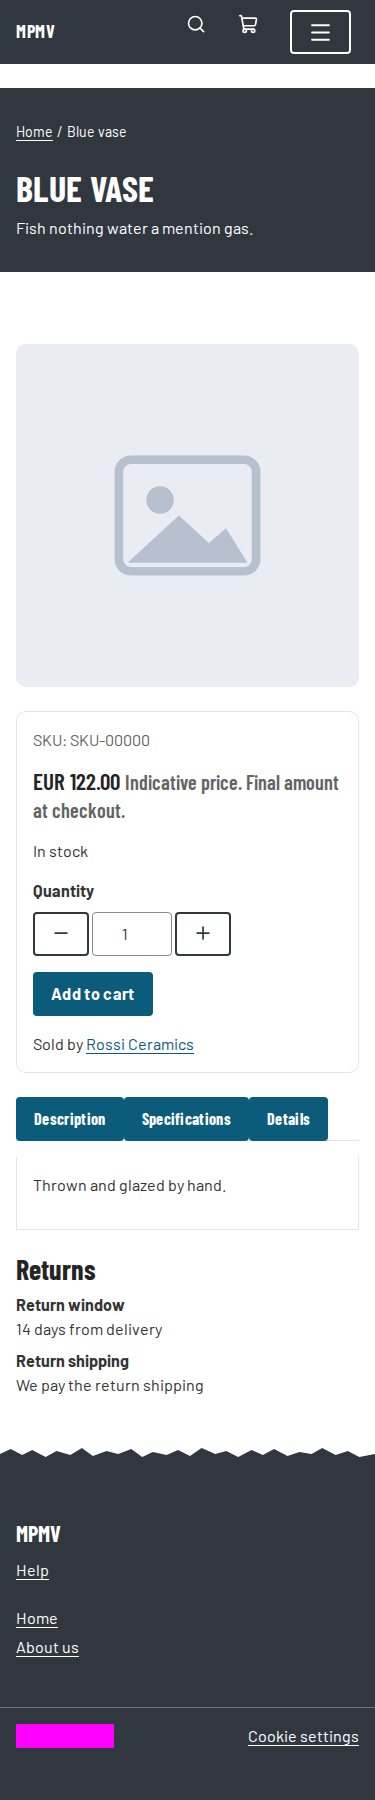 MPMV
Home / Blue vase
BLUE VASE
Fish nothing water a mention gas.
SKU: SKU-00000
EUR 122.00 Indicative price. Final amount
at checkout.
In stock
Quantity
1
Add to cart
Sold by Rossi Ceramics
Description Specifications Details
Thrown and glazed by hand.
Returns
Return window
14 days from delivery
Return shipping
We pay the return shipping
MPMV
Help
Home
About us
Cookie settings